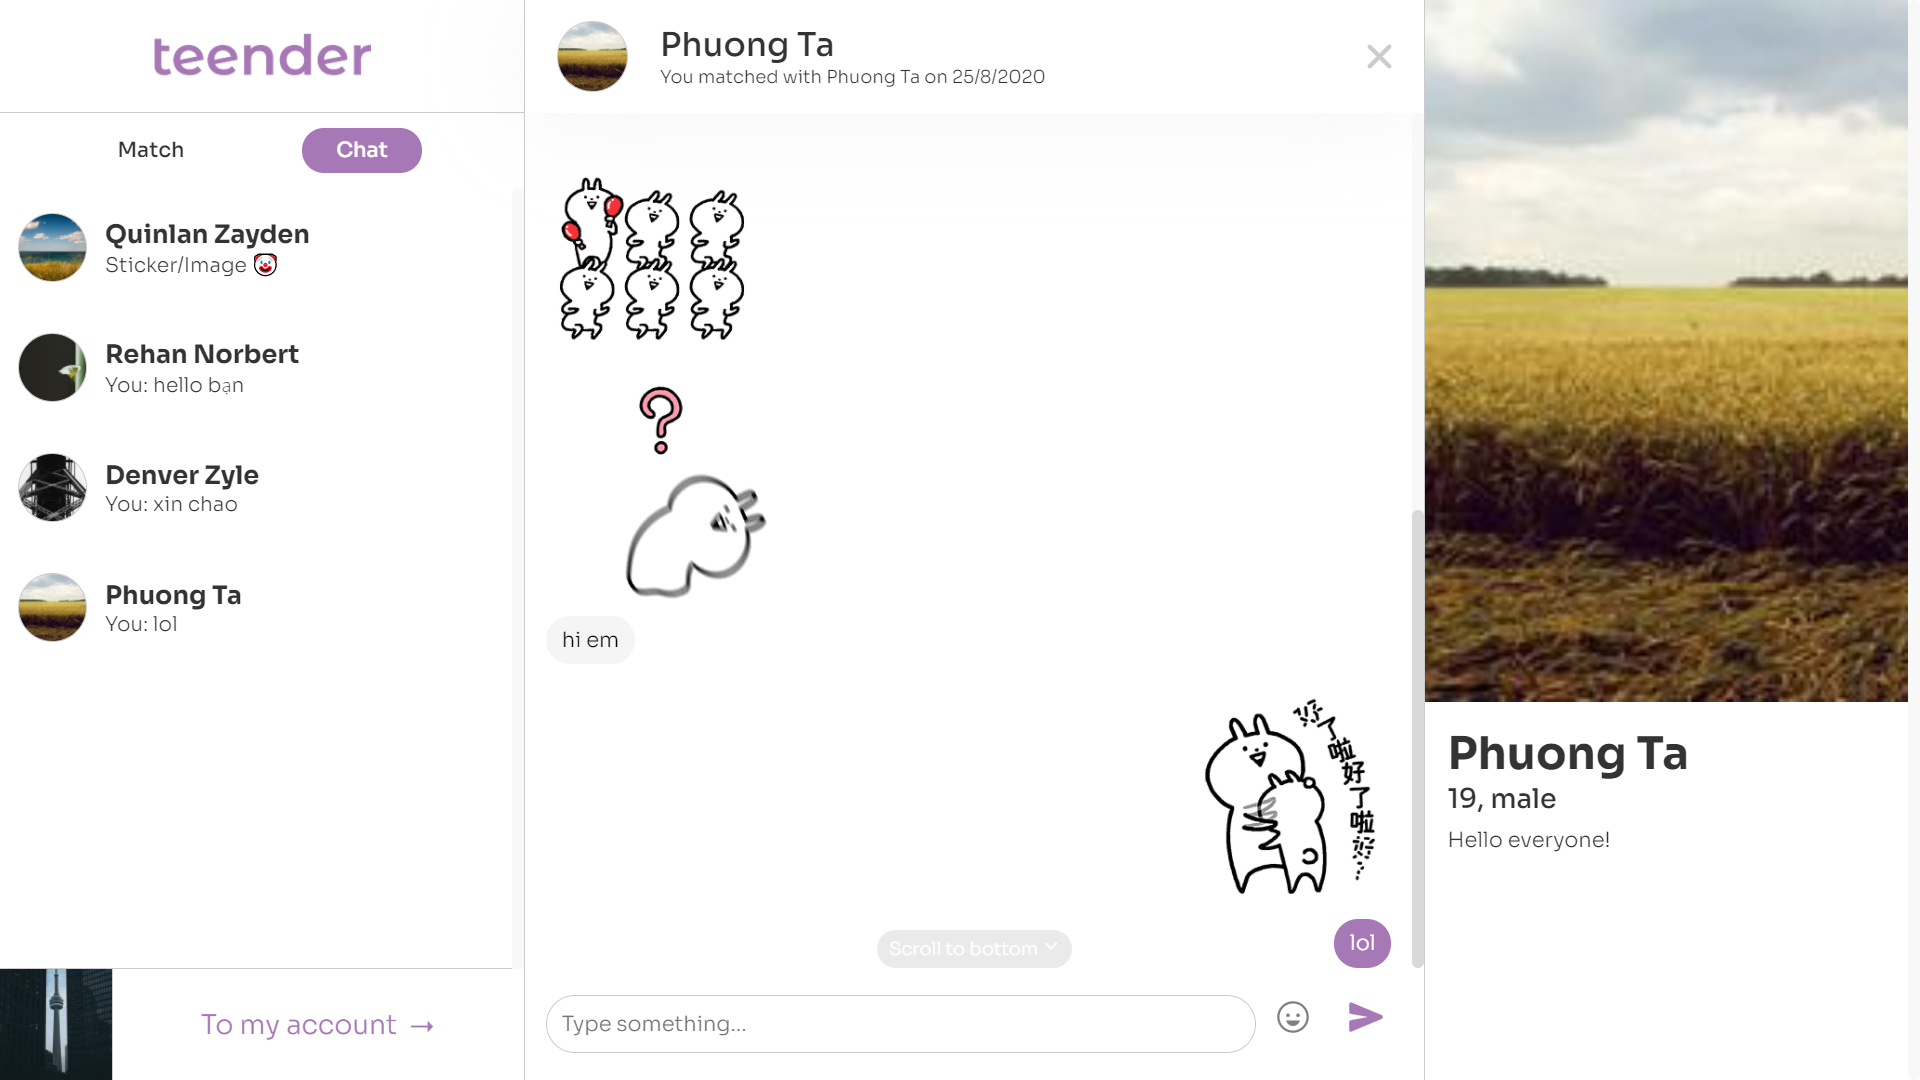 teender
Match
Chat
Quinlan Zayden
Sticker/Image 🤡
Rehan Norbert
You: hello bạn
Denver Zyle
You: xin chao
Phuong Ta
You: lol
To my account →
Phuong Ta
You matched with Phuong Ta on 25/8/2020
?
hi em
好了啦好了啦好...
lol
Scroll to bottom
Type something...
Phuong Ta
19, male
Hello everyone!